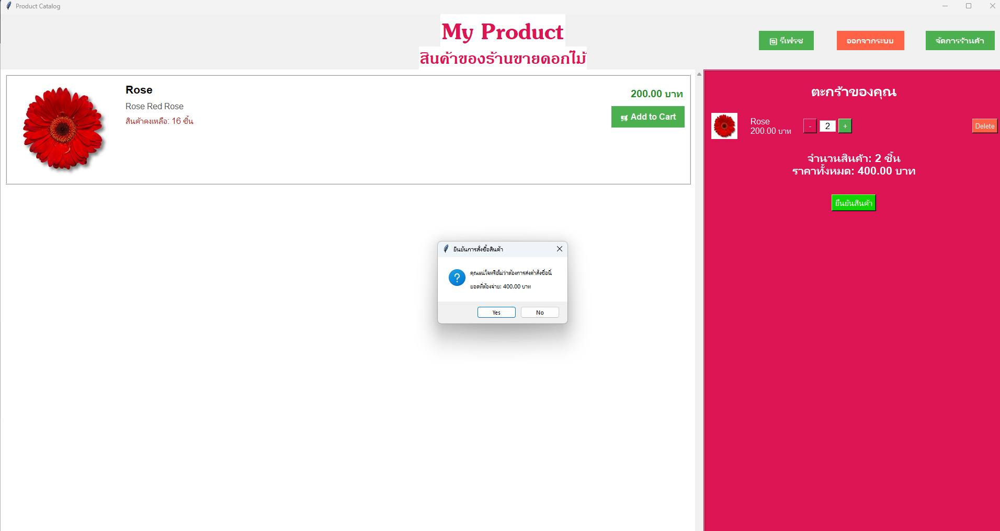 Product Catalog
My Product
สินค้าของร้านขายดอกไม้
รีเฟรช
ออกจากระบบ
จัดการร้านค้า
Rose
Rose Red Rose
สินค้าคงเหลือ: 16 ชิ้น
200.00 บาท
Add to Cart
ตะกร้าของคุณ
Rose
200.00 บาท
- 2 +
Delete
จำนวนสินค้า: 2 ชิ้น
ราคาทั้งหมด: 400.00 บาท
ยืนยันสินค้า
ยืนยันการสั่งซื้อสินค้า
?
คุณแน่ใจหรือไม่ว่าต้องการส่งคำสั่งซื้อนี้
ยอดที่ต้องจ่าย: 400.00 บาท
Yes
No